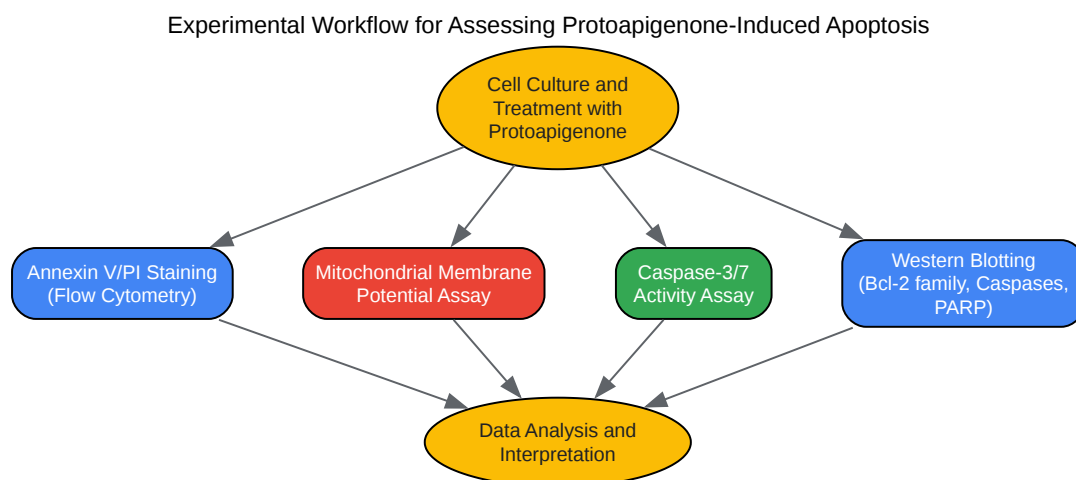 Experimental Workflow for Assessing Protoapigenone-Induced Apoptosis
Cell Culture and
Treatment with
Protoapigenone
Annexin V/PI Staining
(Flow Cytometry)
Mitochondrial Membrane
Potential Assay
Caspase-3/7
Activity Assay
Western Blotting
(Bcl-2 family, Caspases,
PARP)
Data Analysis and
Interpretation